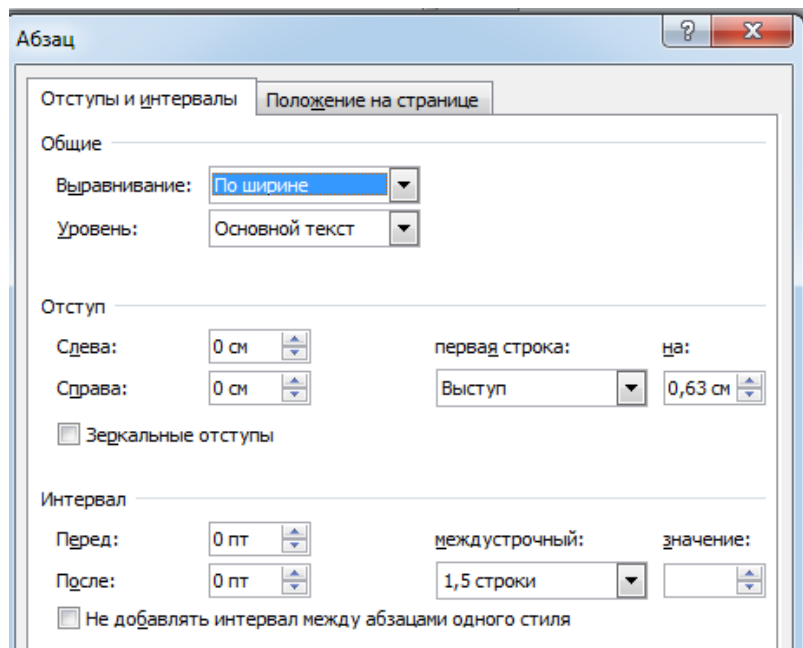 Абзац
Отступы и интервалы Положение на странице
Общие
Выравнивание: По ширине
Уровень: Основной текст
Отступ
Слева: 0 см первая строка: на:
Справа: 0 см Выступ 0,63 см
Зеркальные отступы
Интервал
Перед: 0 пт междустрочный: значение:
После: 0 пт 1,5 строки
Не добавлять интервал между абзацами одного стиля